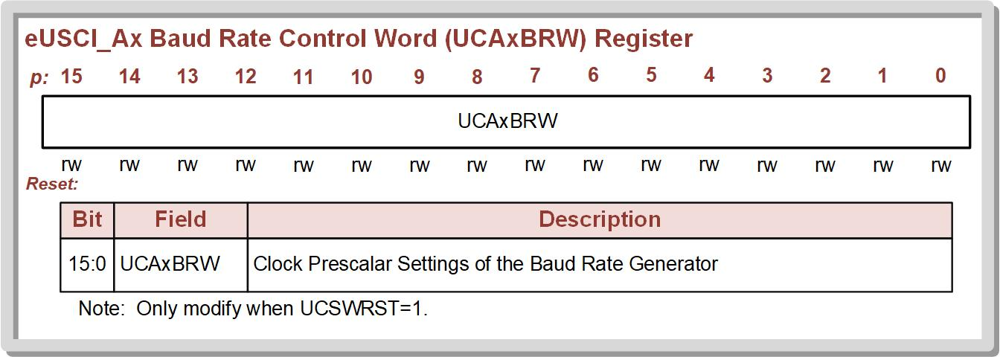 eUSCI_Ax Baud Rate Control Word (UCAxBRW) Register
p: 15 14 13 12 11 10 9 8 7 6 5 4 3 2 1 0
UCAxBRW
rw rw rw rw rw rw rw rw rw rw rw rw rw rw rw rw
Reset:
Bit Field Description
15:0 UCAxBRW Clock Prescalar Settings of the Baud Rate Generator
Note: Only modify when UCSWRST=1.